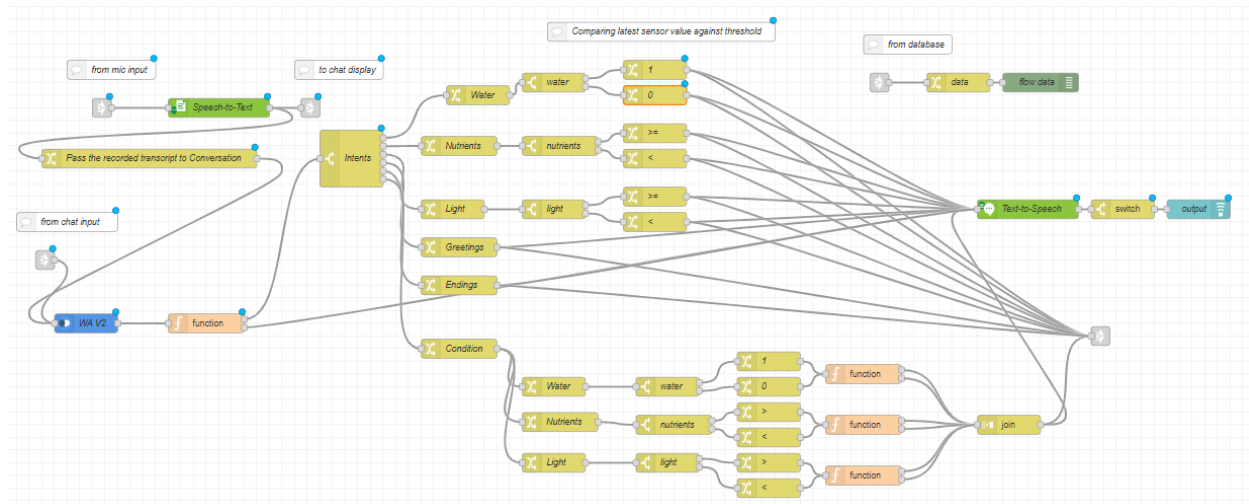 Comparing latest sensor value against threshold
from database
from mic input
to chat display
water
1
data
flow data
Water
0
Speech-to-Text
>=
Nutrients
nutrients
<
Pass the recorded transcript to Conversation
Intents
>=
Light
light
<
Text-to-Speech
switch
output
from chat input
Greetings
Endings
WA V2
function
Condition
1
Water
water
0
function
>
Nutrients
nutrients
<
function
join
>
Light
light
<
function